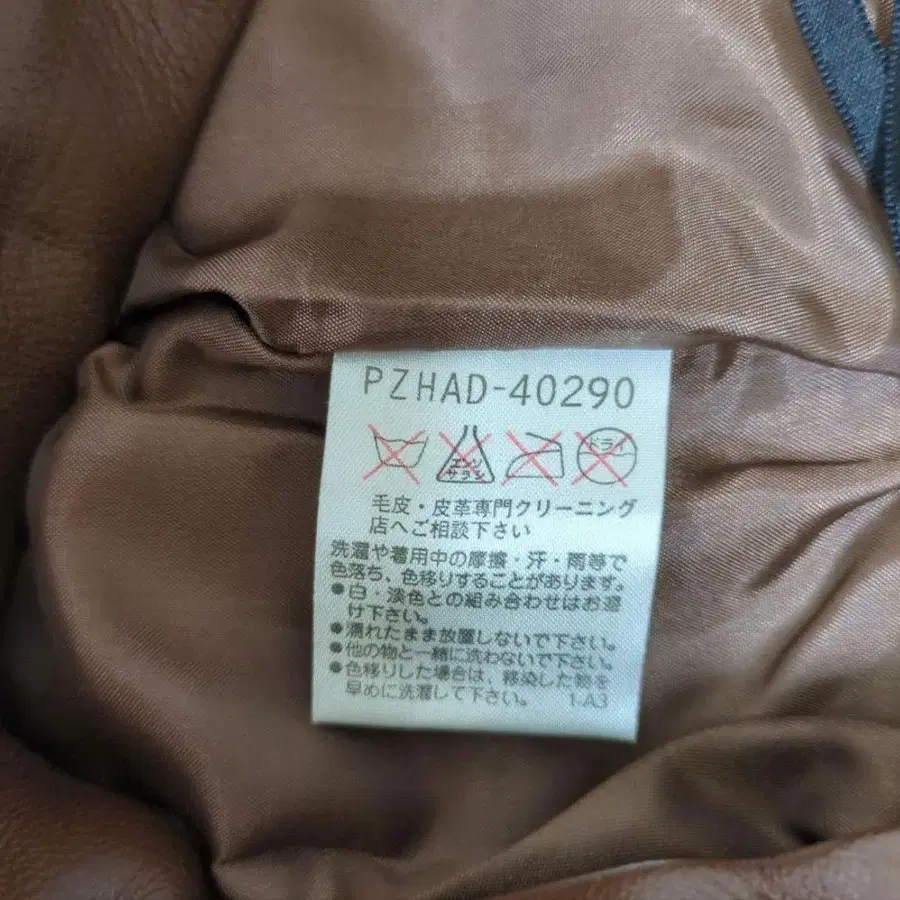 PZHAD-40290
エンソ
サラシ
ドライ
毛皮・皮革専門クリーニング
店へご相談下さい
洗濯や着用中の摩擦・汗・雨等で
色落ち、色移りすることがあります。
●白・淡色との組み合わせはお避
け下さい。
●濡れたまま放置しないで下さい。
●他の物と一緒に洗わないで下さい。
●色移りした場合は、移染した物を
早めに洗濯して下さい。 1-A3